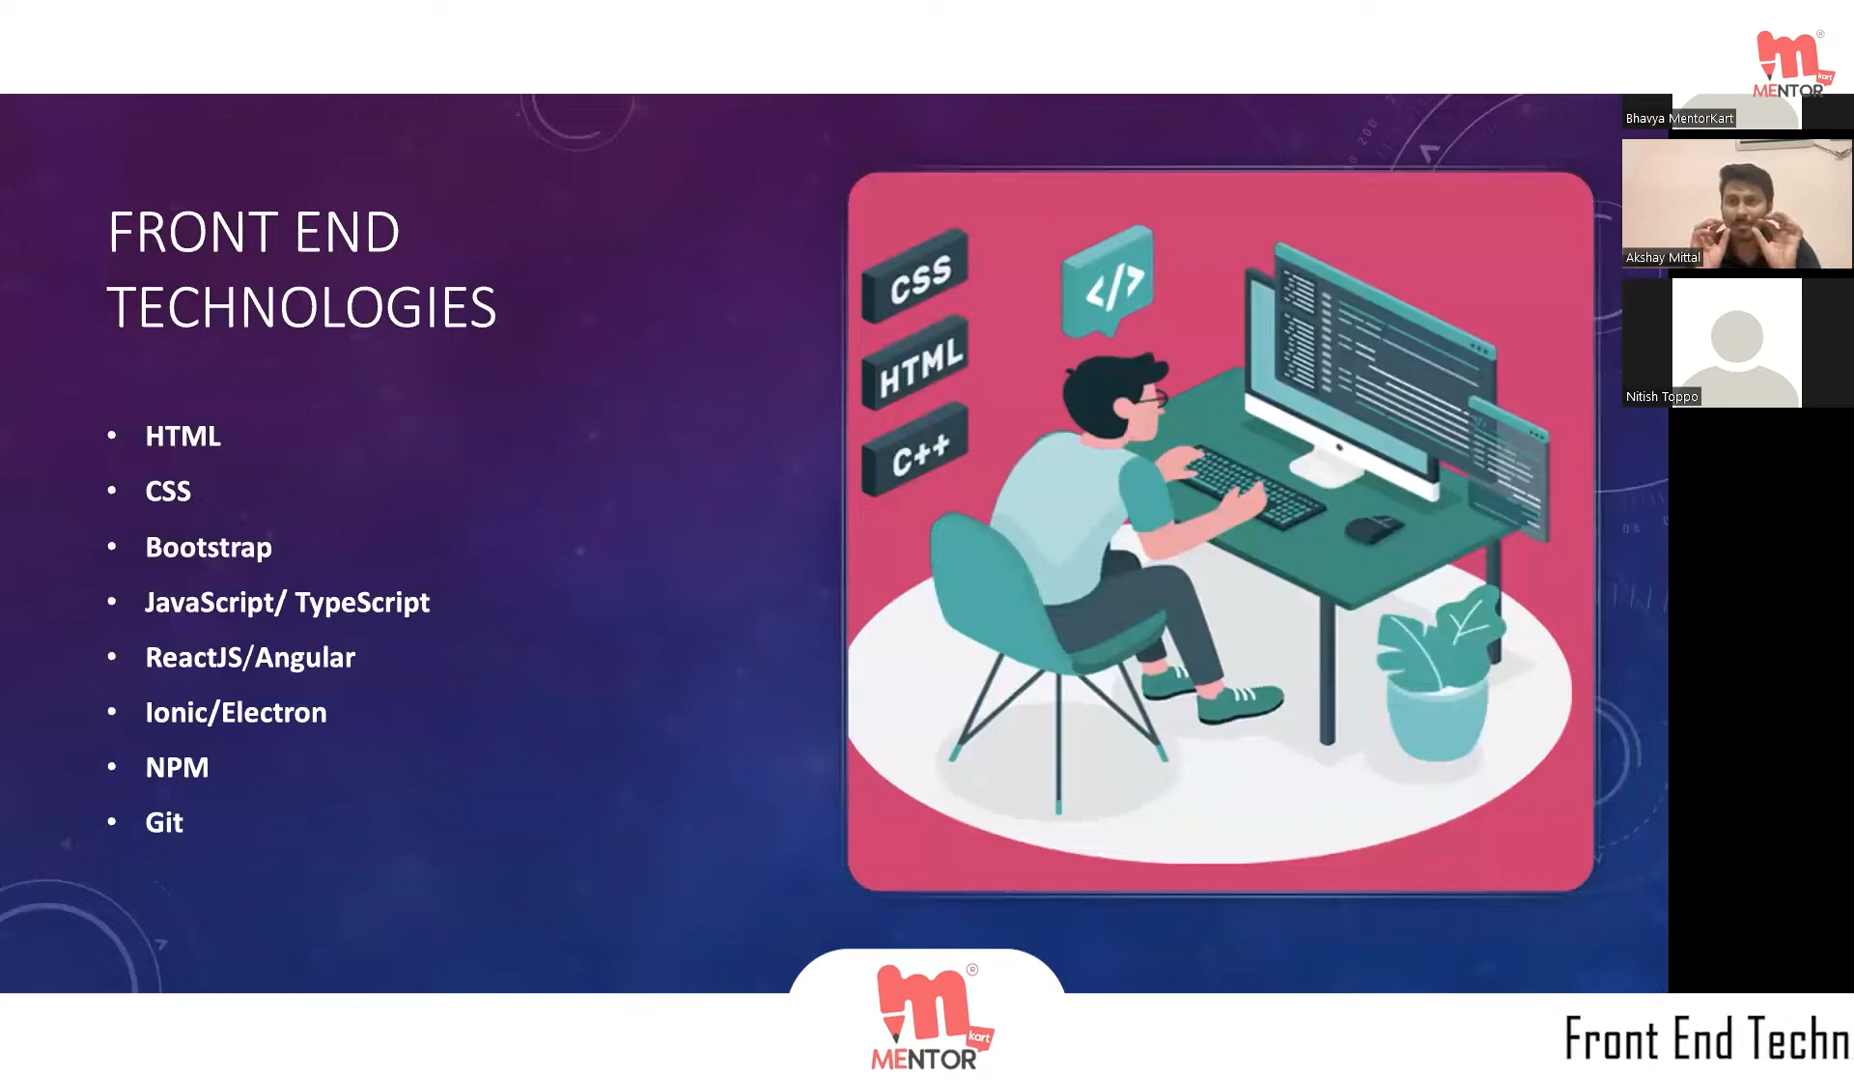 m®
kart
MENTOR
Bhavya MentorKart
Akshay Mittal
Nitish Toppo
FRONT END
TECHNOLOGIES
• HTML
• CSS
• Bootstrap
• JavaScript/ TypeScript
• ReactJS/Angular
• Ionic/Electron
• NPM
• Git
CSS
</>
HTML
C++
m®
kart
MENTOR
Front End Techn